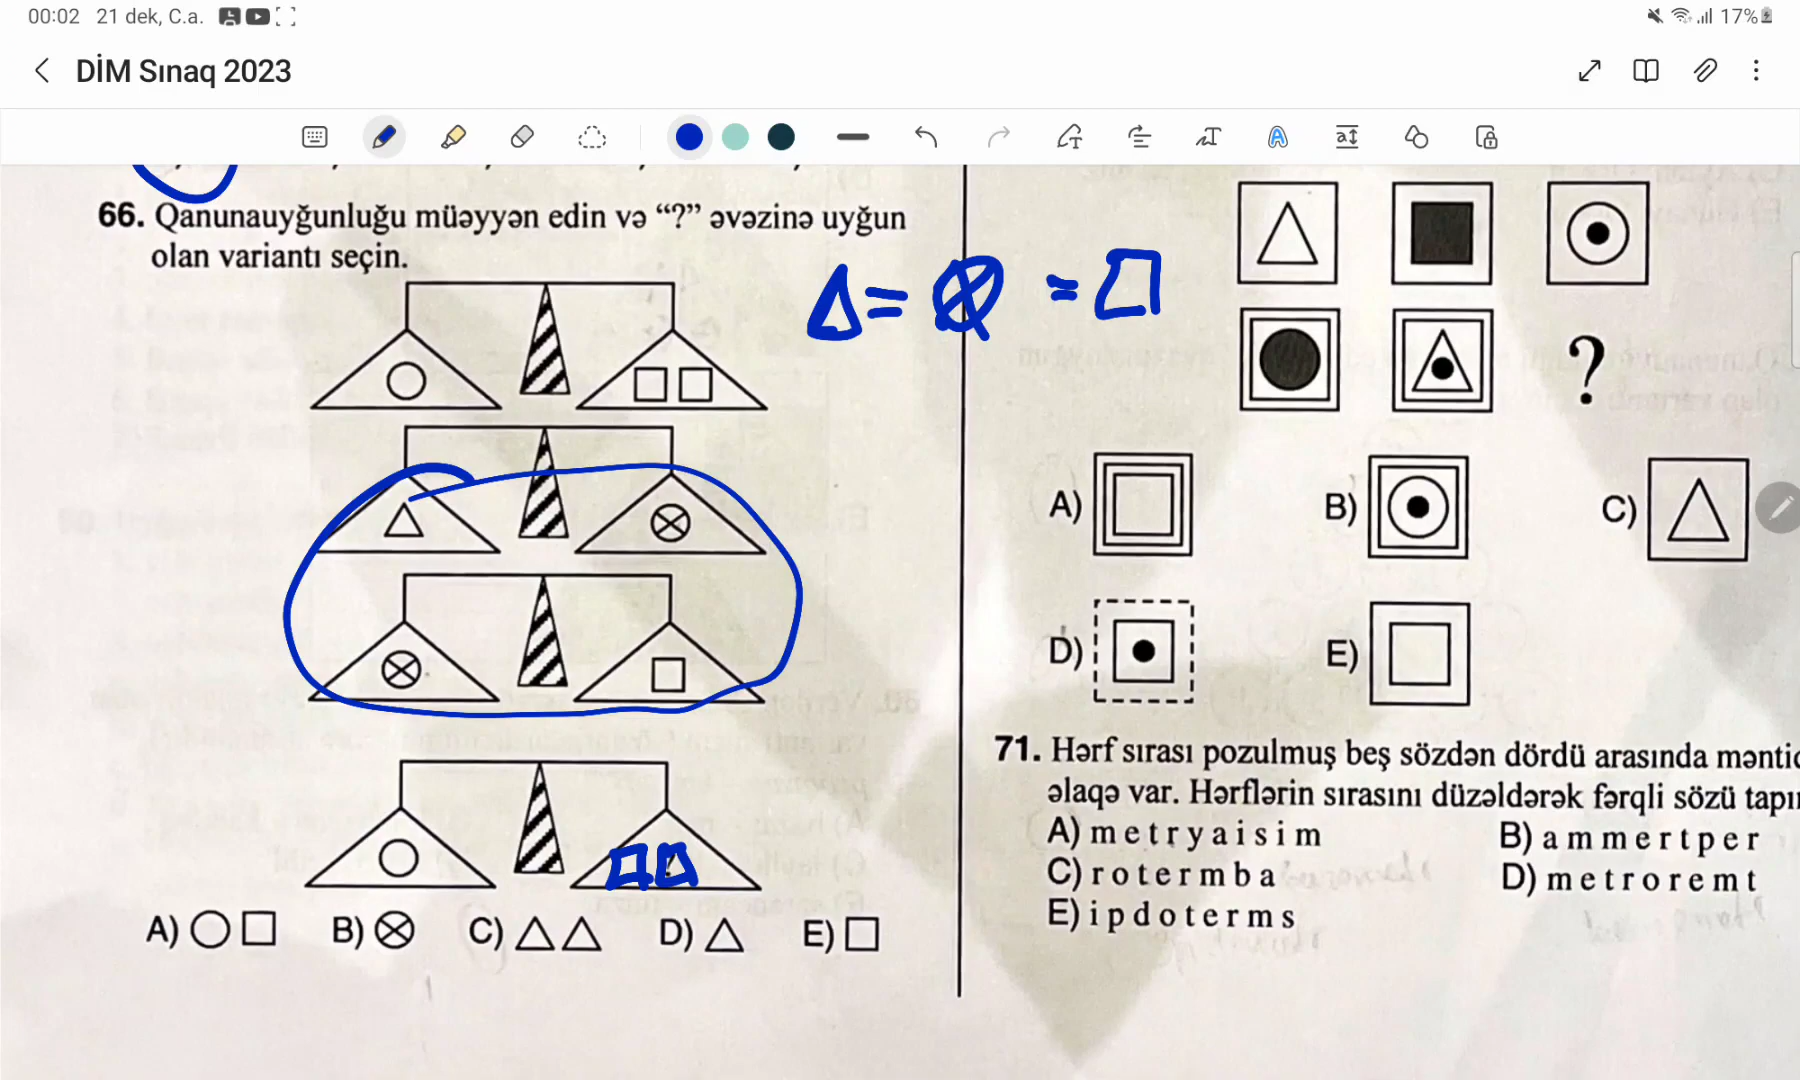 00:02 21 dek, C.a.
17%
DİM Sınaq 2023
66. Qanunauyğunluğu müəyyən edin və “?” əvəzinə uyğun
olan variantı seçin.
A)
B)
C)
D)
E)
?
A)
B)
C)
D)
E)
71. Hərf sırası pozulmuş beş sözdən dördü arasında məntic
əlaqə var. Hərflərin sırasını düzəldərək fərqli sözü tapı
A) m e t r y a i s i m
B) a m m e r t p e r
C) r o t e r m b a
D) m e t r o r e m t
E) i p d o t e r m s